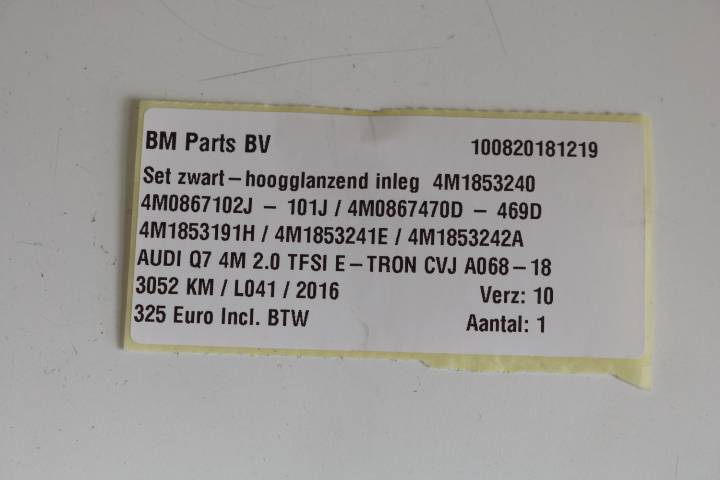 BM Parts BV 100820181219
Set zwart-hoogglanzend inleg 4M1853240
4M0867102J - 101J / 4M0867470D - 469D
4M1853191H / 4M1853241E / 4M1853242A
AUDI Q7 4M 2.0 TFSI E-TRON CVJ A068-18
3052 KM / L041 / 2016 Verz: 10
325 Euro Incl. BTW Aantal: 1